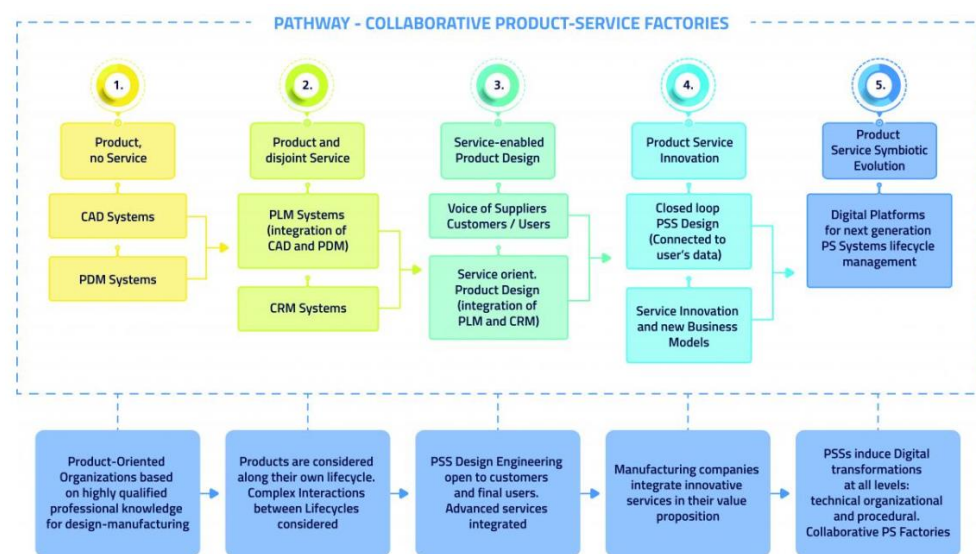 PATHWAY - COLLABORATIVE PRODUCT-SERVICE FACTORIES
1.
Product,
no Service
CAD Systems
PDM Systems
2.
Product and
disjoint Service
PLM Systems
(integration of
CAD and PDM)
CRM Systems
3.
Service-enabled
Product Design
Voice of Suppliers
Customers / Users
Service orient.
Product Design
(integration of
PLM and CRM)
4.
Product Service
Innovation
Closed loop
PSS Design
(Connected to
user's data)
Service Innovation
and new Business
Models
5.
Product
Service Symbiotic
Evolution
Digital Platforms
for next generation
PS Systems lifecycle
management
Product-Oriented
Organizations based
on highly qualified
professional knowledge
for design-manufacturing
Products are considered
along their own lifecycle.
Complex Interactions
between Lifecycles
considered
PSS Design Engineering
open to customers
and final users.
Advanced services
integrated
Manufacturing companies
integrate innovative
services in their value
proposition
PSSs induce Digital
transformations
at all levels:
technical organizational
and procedural.
Collaborative PS Factories